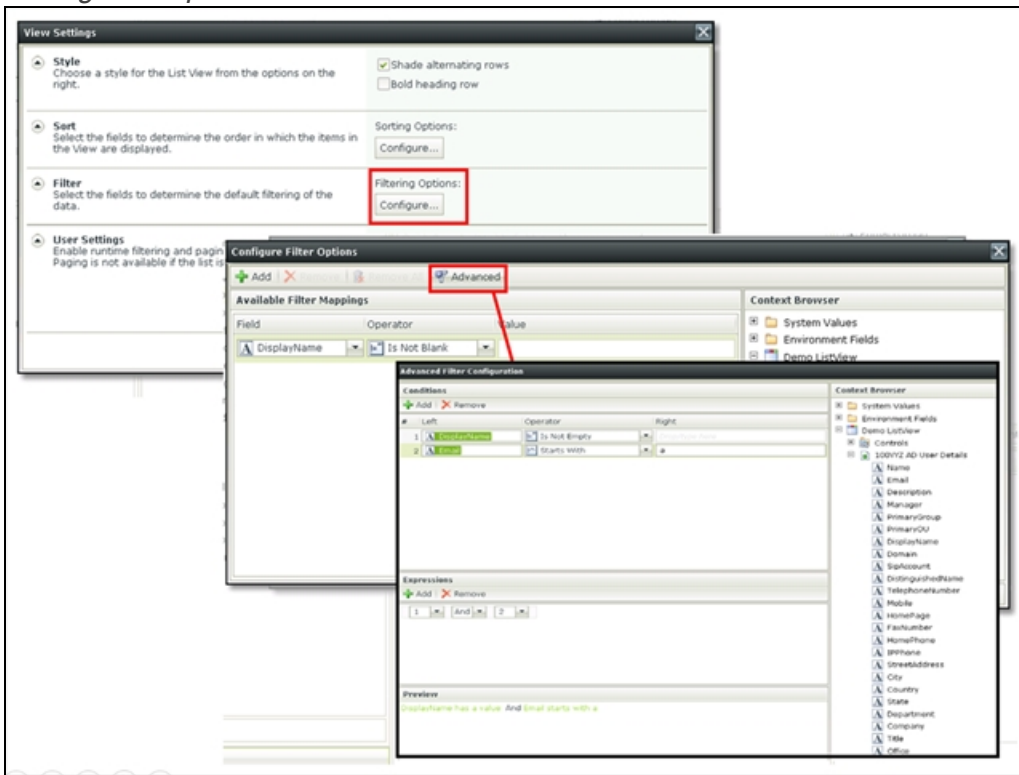 View Settings
Style
Choose a style for the List View from the options on the
right.
Shade alternating rows
Bold heading row
Sort
Select the fields to determine the order in which the items in
the View are displayed.
Sorting Options:
Configure...
Filter
Select the fields to determine the default filtering of the
data.
Filtering Options:
Configure...
User Settings
Enable runtime filtering and pagin
Paging is not available if the list is
Configure Filter Options
Add Remove Remove All Advanced
Available Filter Mappings
Context Browser
Field Operator Value
DisplayName Is Not Blank
System Values
Environment Fields
Demo ListView
Advanced Filter Configuration
Conditions
Add Remove
# Left Operator Right
1 DisplayName Is Not Empty
2 Email Starts With a
Expressions
Add Remove
1 And 2
Preview
DisplayName has a value And Email starts with a
Context Browser
System Values
Environment Fields
Demo ListView
Controls
AD User Details
Name
Email
Description
Manager
PrimaryGroup
PrimaryOU
DisplayName
Domain
SipAccount
DistinguishedName
TelephoneNumber
Mobile
HomePage
FaxNumber
HomePhone
IPPhone
StreetAddress
City
Country
State
Department
Company
Title
Office